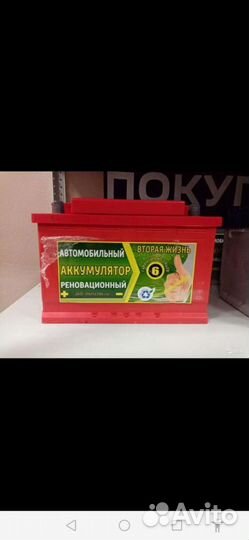 ПОКУП
АВТОМОБИЛЬНЫЙ
АККУМУЛЯТОР
РЕНОВАЦИОННЫЙ
ВТОРАЯ ЖИЗНЬ
6
+
-
Avito